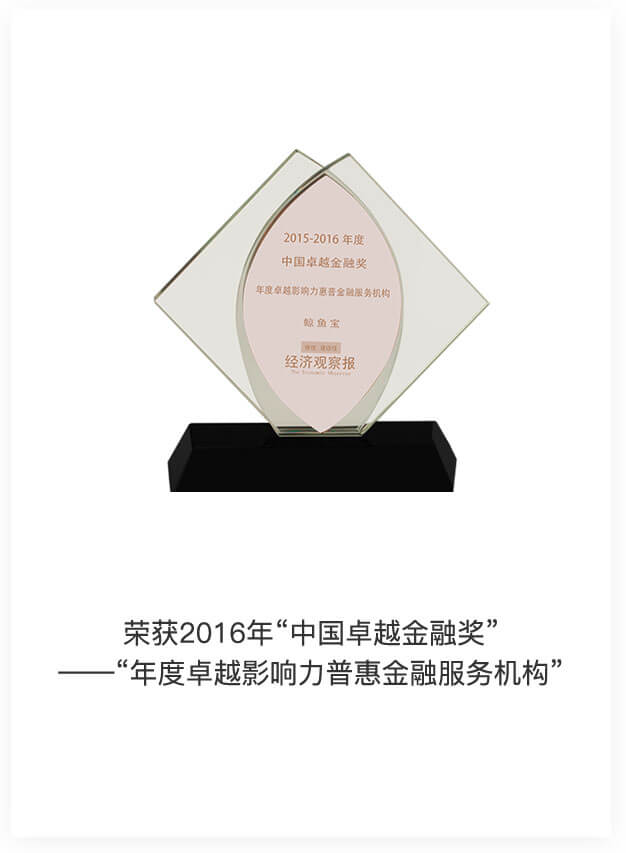 2015-2016 年度
中国卓越金融奖
年度卓越影响力惠普金融服务机构
鲸鱼宝
经济观察报
The Economic Observer
荣获2016年“中国卓越金融奖”
——“年度卓越影响力普惠金融服务机构”